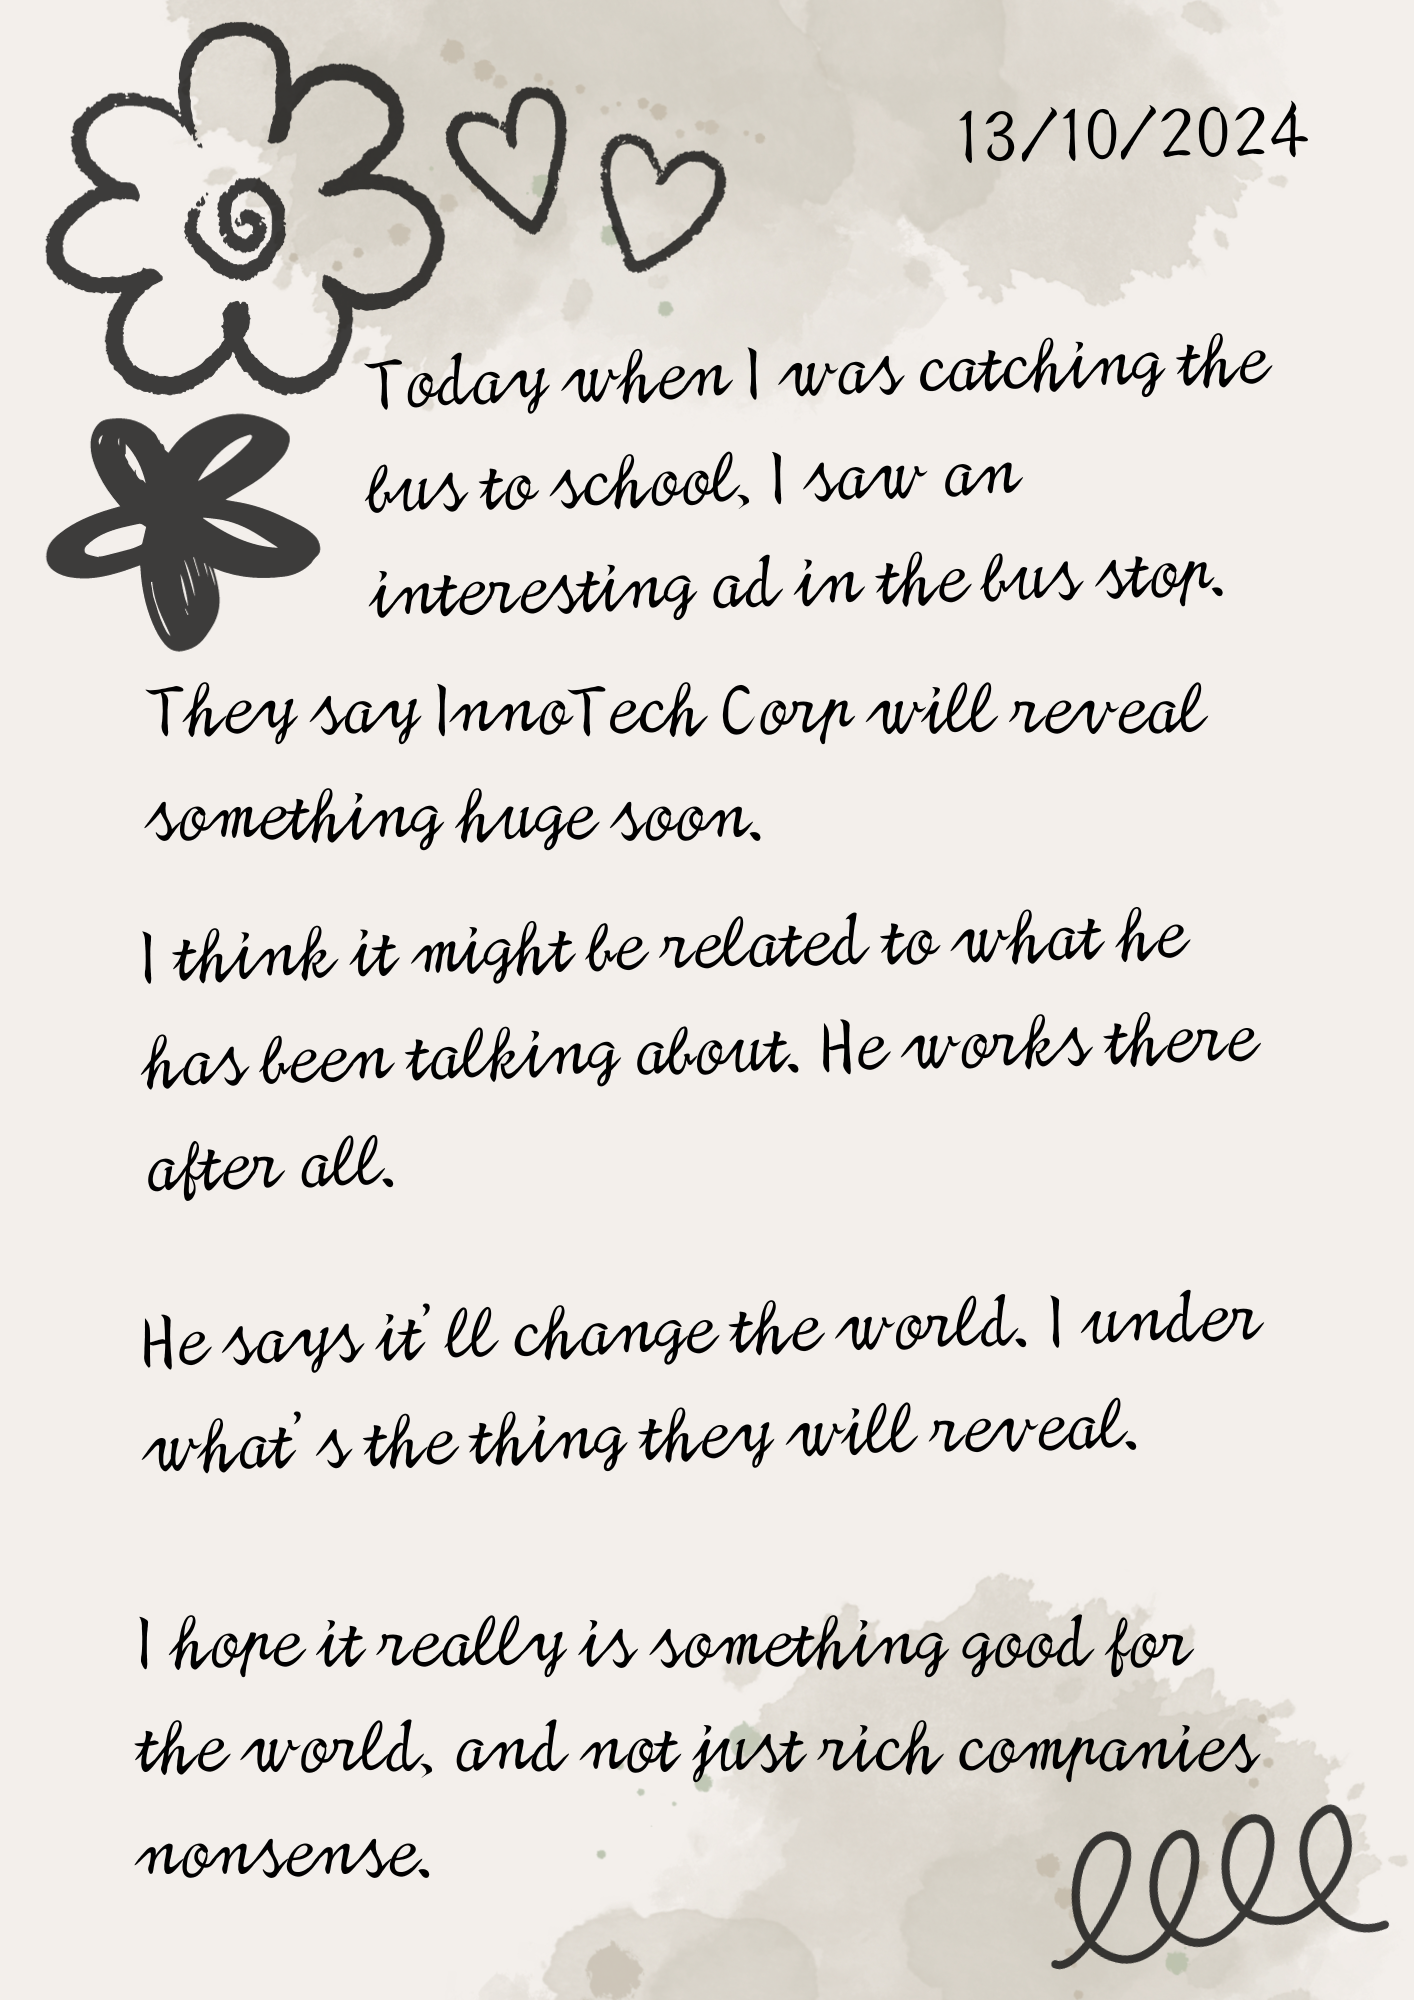 13/10/2024
Today when I was catching the
bus to school, I saw an
interesting ad in the bus stop.
They say InnoTech Corp will reveal
something huge soon.
I think it might be related to what he
has been talking about. He works there
after all.
He says it'll change the world. I under
what's the thing they will reveal.
I hope it really is something good for
the world, and not just rich companies
nonsense.